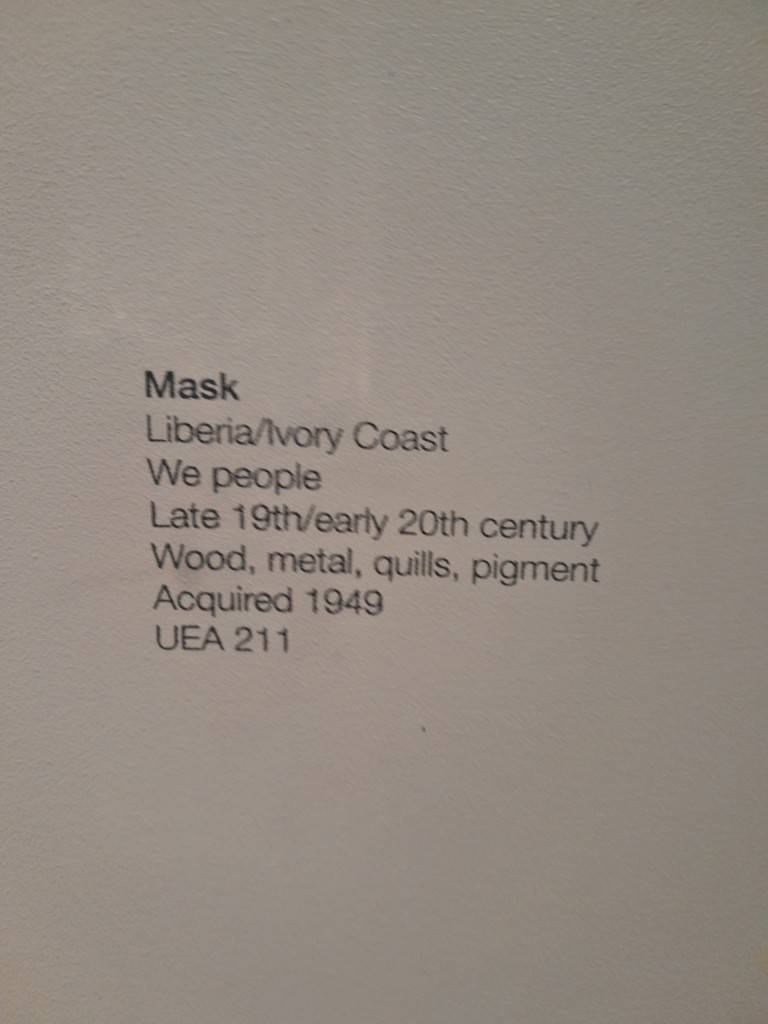 Mask
Liberia/Ivory Coast
We people
Late 19th/early 20th century
Wood, metal, quills, pigment
Acquired 1949
UEA 211